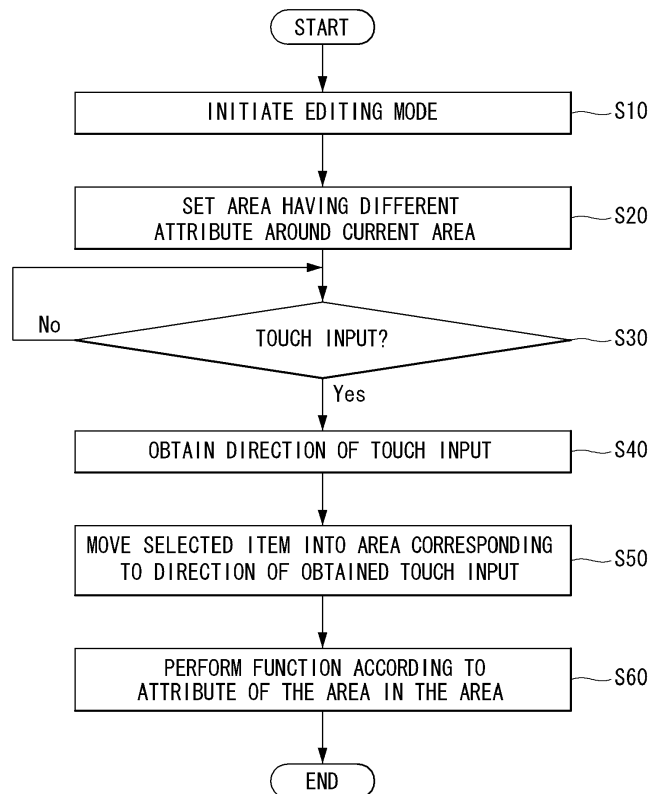 START
INITIATE EDITING MODE
S10
SET AREA HAVING DIFFERENT
ATTRIBUTE AROUND CURRENT AREA
S20
No
TOUCH INPUT?
S30
Yes
OBTAIN DIRECTION OF TOUCH INPUT
S40
MOVE SELECTED ITEM INTO AREA CORRESPONDING
TO DIRECTION OF OBTAINED TOUCH INPUT
S50
PERFORM FUNCTION ACCORDING TO
ATTRIBUTE OF THE AREA IN THE AREA
S60
END